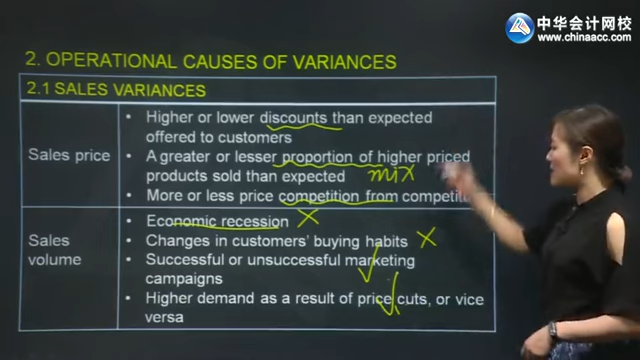 中华会计网校
www.chinaacc.com
2. OPERATIONAL CAUSES OF VARIANCES
2.1 SALES VARIANCES
Sales price
• Higher or lower discounts than expected
offered to customers
• A greater or lesser proportion of higher priced
products sold than expected mix
• More or less price competition from
Sales
volume
• Economic recession
• Changes in customers' buying habits
• Successful or unsuccessful marketing
campaigns
• Higher demand as a result of price cuts, or vice
versa